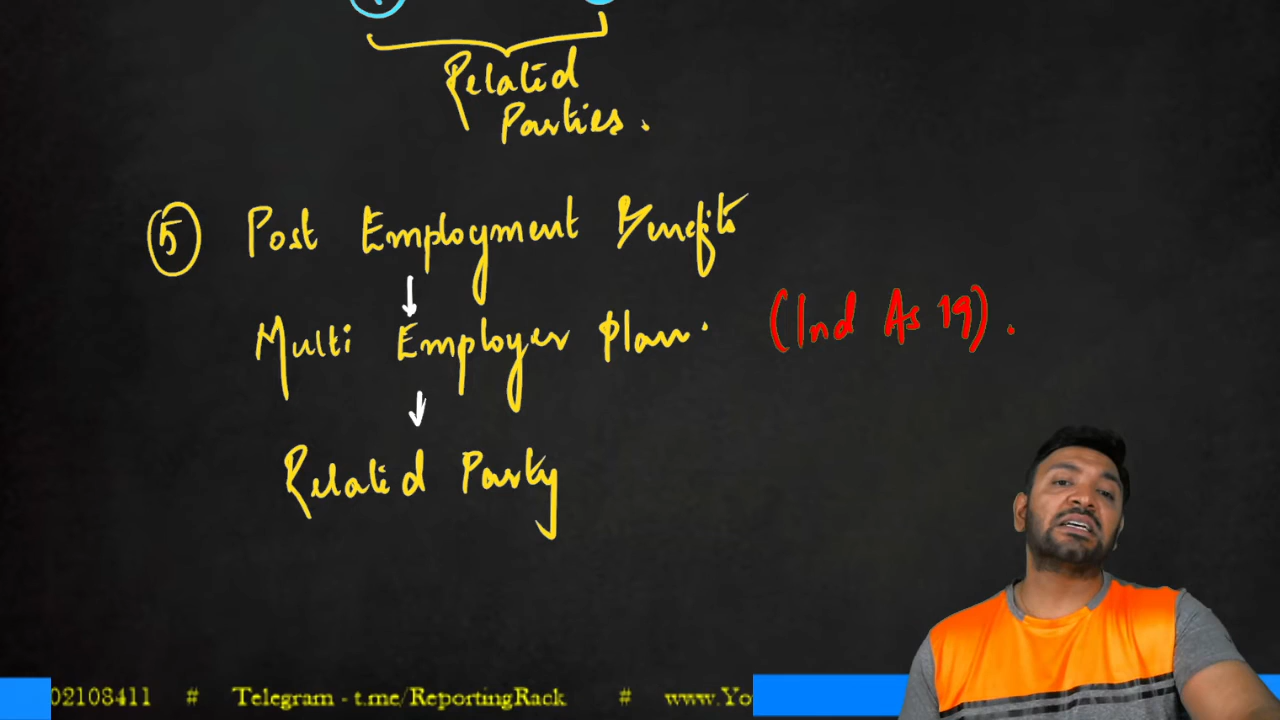 Related
Parties.
5 Post Employment Benefits
↓
Multi Employer Plan. (Ind As 19).
↓
Related Party
02108411 # Telegram - t.me/ReportingRack # www.Yo